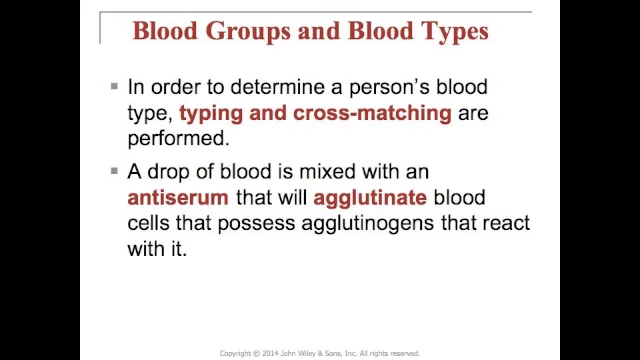 Blood Groups and Blood Types
In order to determine a person's blood
type, typing and cross-matching are
performed.
A drop of blood is mixed with an
antiserum that will agglutinate blood
cells that possess agglutinogens that react
with it.
Copyright © 2014 John Wiley & Sons, Inc. All rights reserved.